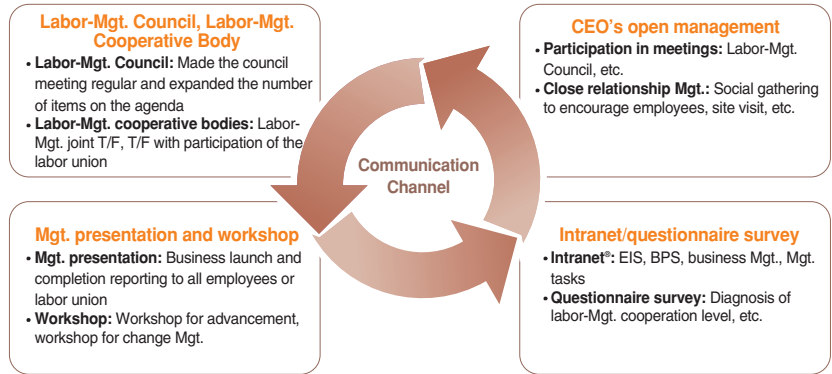 Labor-Mgt. Council, Labor-Mgt.
Cooperative Body
• Labor-Mgt. Council: Made the council
meeting regular and expanded the number
of items on the agenda
• Labor-Mgt. cooperative bodies: Labor-
Mgt. joint T/F, T/F with participation of the
labor union
CEO's open management
• Participation in meetings: Labor-Mgt.
Council, etc.
• Close relationship Mgt.: Social gathering
to encourage employees, site visit, etc.
Communication
Channel
Mgt. presentation and workshop
• Mgt. presentation: Business launch and
completion reporting to all employees or
labor union
• Workshop: Workshop for advancement,
workshop for change Mgt.
Intranet/questionnaire survey
• Intranet®: EIS, BPS, business Mgt., Mgt.
tasks
• Questionnaire survey: Diagnosis of
labor-Mgt. cooperation level, etc.